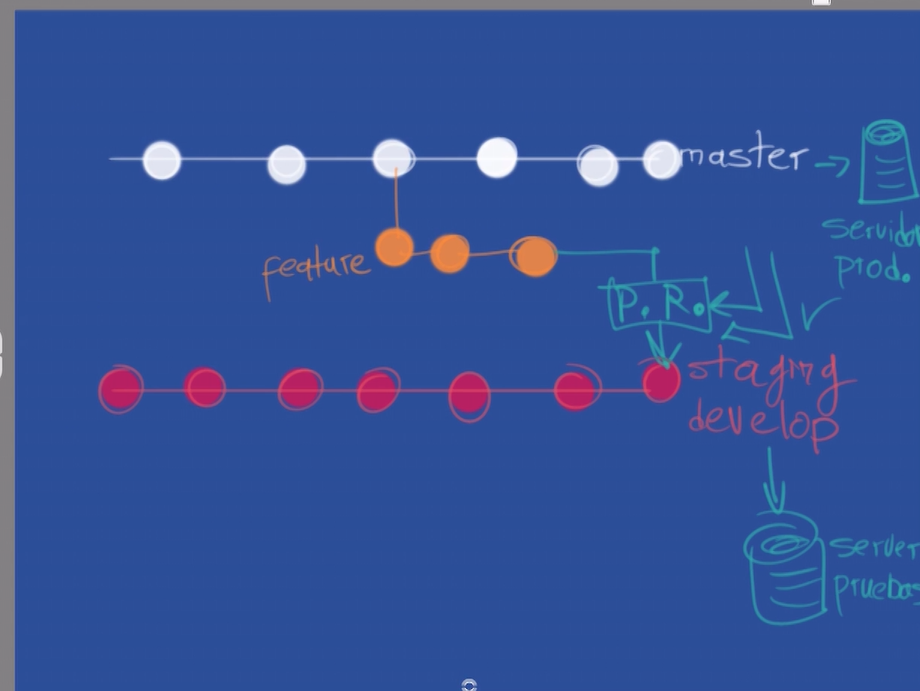 master
feature
servidor
prod.
P. R.
staging
develop
server
pruebas